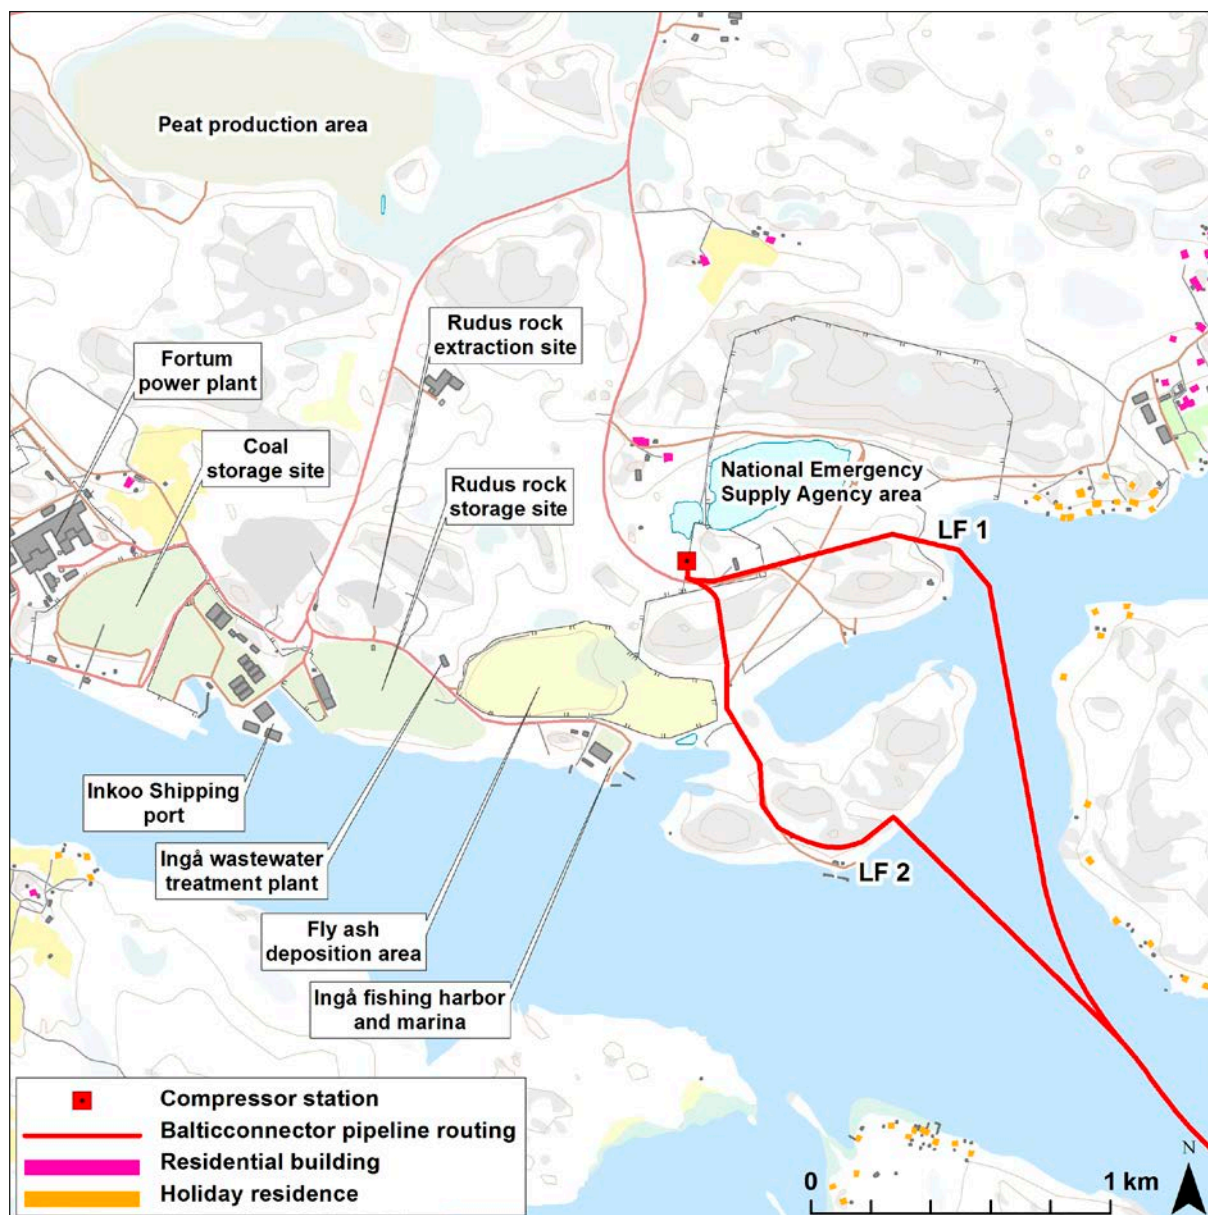 Peat production area
Rudus rock
extraction site
Fortum
power plant
Coal
storage site
Rudus rock
storage site
National Emergency
Supply Agency area
LF 1
Inkoo Shipping
port
LF 2
Ingå wastewater
treatment plant
Fly ash
deposition area
Ingå fishing harbor
and marina
Compressor station
Balticconnector pipeline routing
Residential building
Holiday residence
0 1 km
N